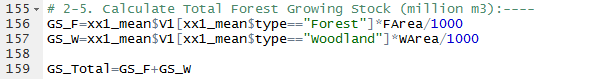 155 # 2-5. Calculate Total Forest Growing Stock (million m3):----
156 GS_F=xx1_mean$V1[xx1_mean$type=="Forest"]*FArea/1000
157 GS_W=xx1_mean$V1[xx1_mean$type=="Woodland"]*WArea/1000
158
159 GS_Total=GS_F+GS_W